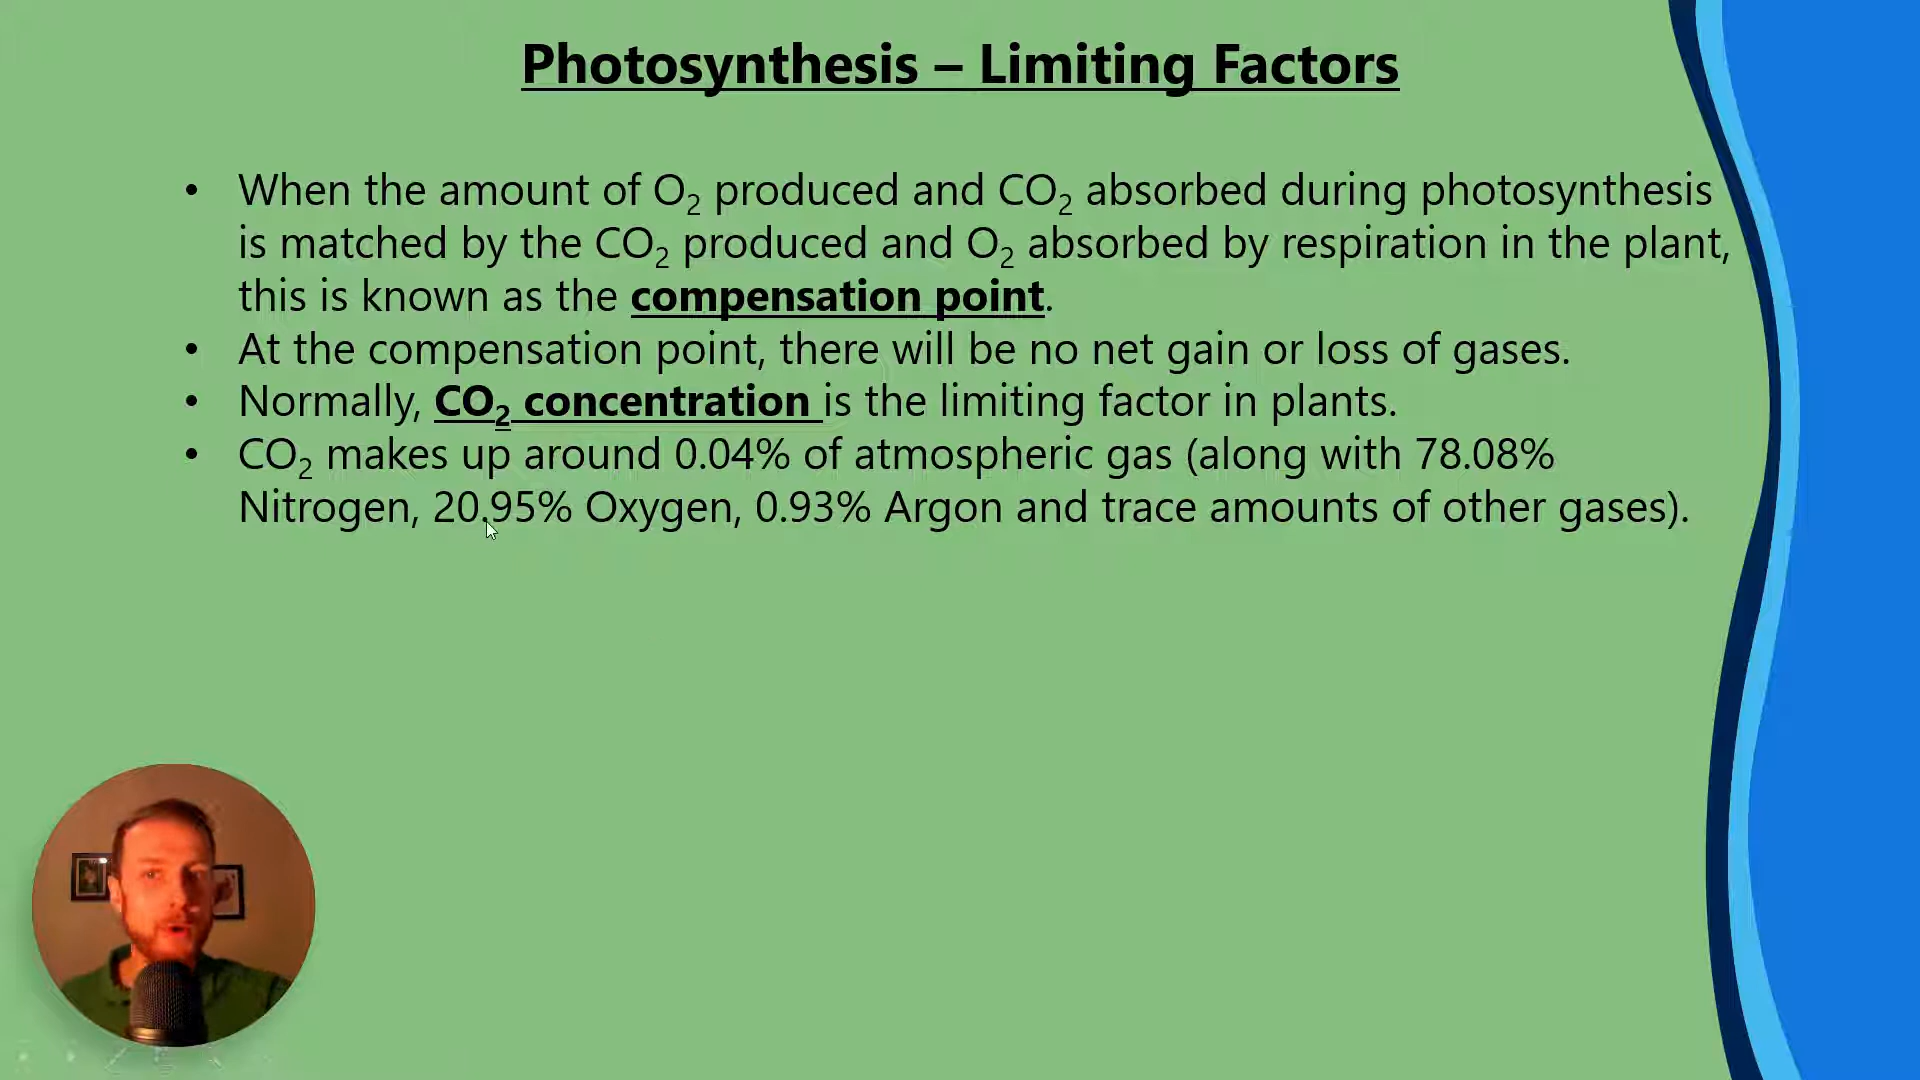 Photosynthesis – Limiting Factors
• When the amount of O₂ produced and CO₂ absorbed during photosynthesis
is matched by the CO₂ produced and O₂ absorbed by respiration in the plant,
this is known as the compensation point.
• At the compensation point, there will be no net gain or loss of gases.
• Normally, CO₂ concentration is the limiting factor in plants.
• CO₂ makes up around 0.04% of atmospheric gas (along with 78.08%
Nitrogen, 20.95% Oxygen, 0.93% Argon and trace amounts of other gases).